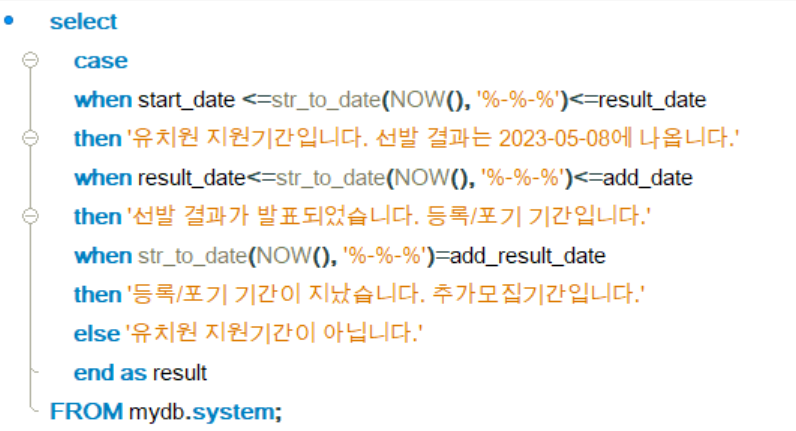 select
case
when start_date <=str_to_date(NOW(), '%-%-%')<=result_date
then '유치원 지원기간입니다. 선발 결과는 2023-05-08에 나옵니다.'
when result_date<=str_to_date(NOW(), '%-%-%')<=add_date
then '선발 결과가 발표되었습니다. 등록/포기 기간입니다.'
when str_to_date(NOW(), '%-%-%')=add_result_date
then '등록/포기 기간이 지났습니다. 추가모집기간입니다.'
else '유치원 지원기간이 아닙니다.'
end as result
FROM mydb.system;